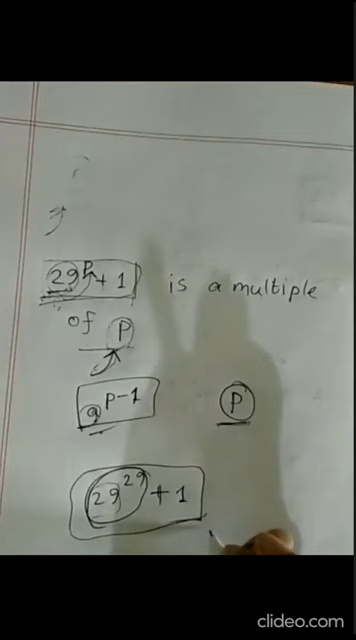 29^p + 1 is a multiple
of P
a^p-1 P
29^29 + 1
clideo.com